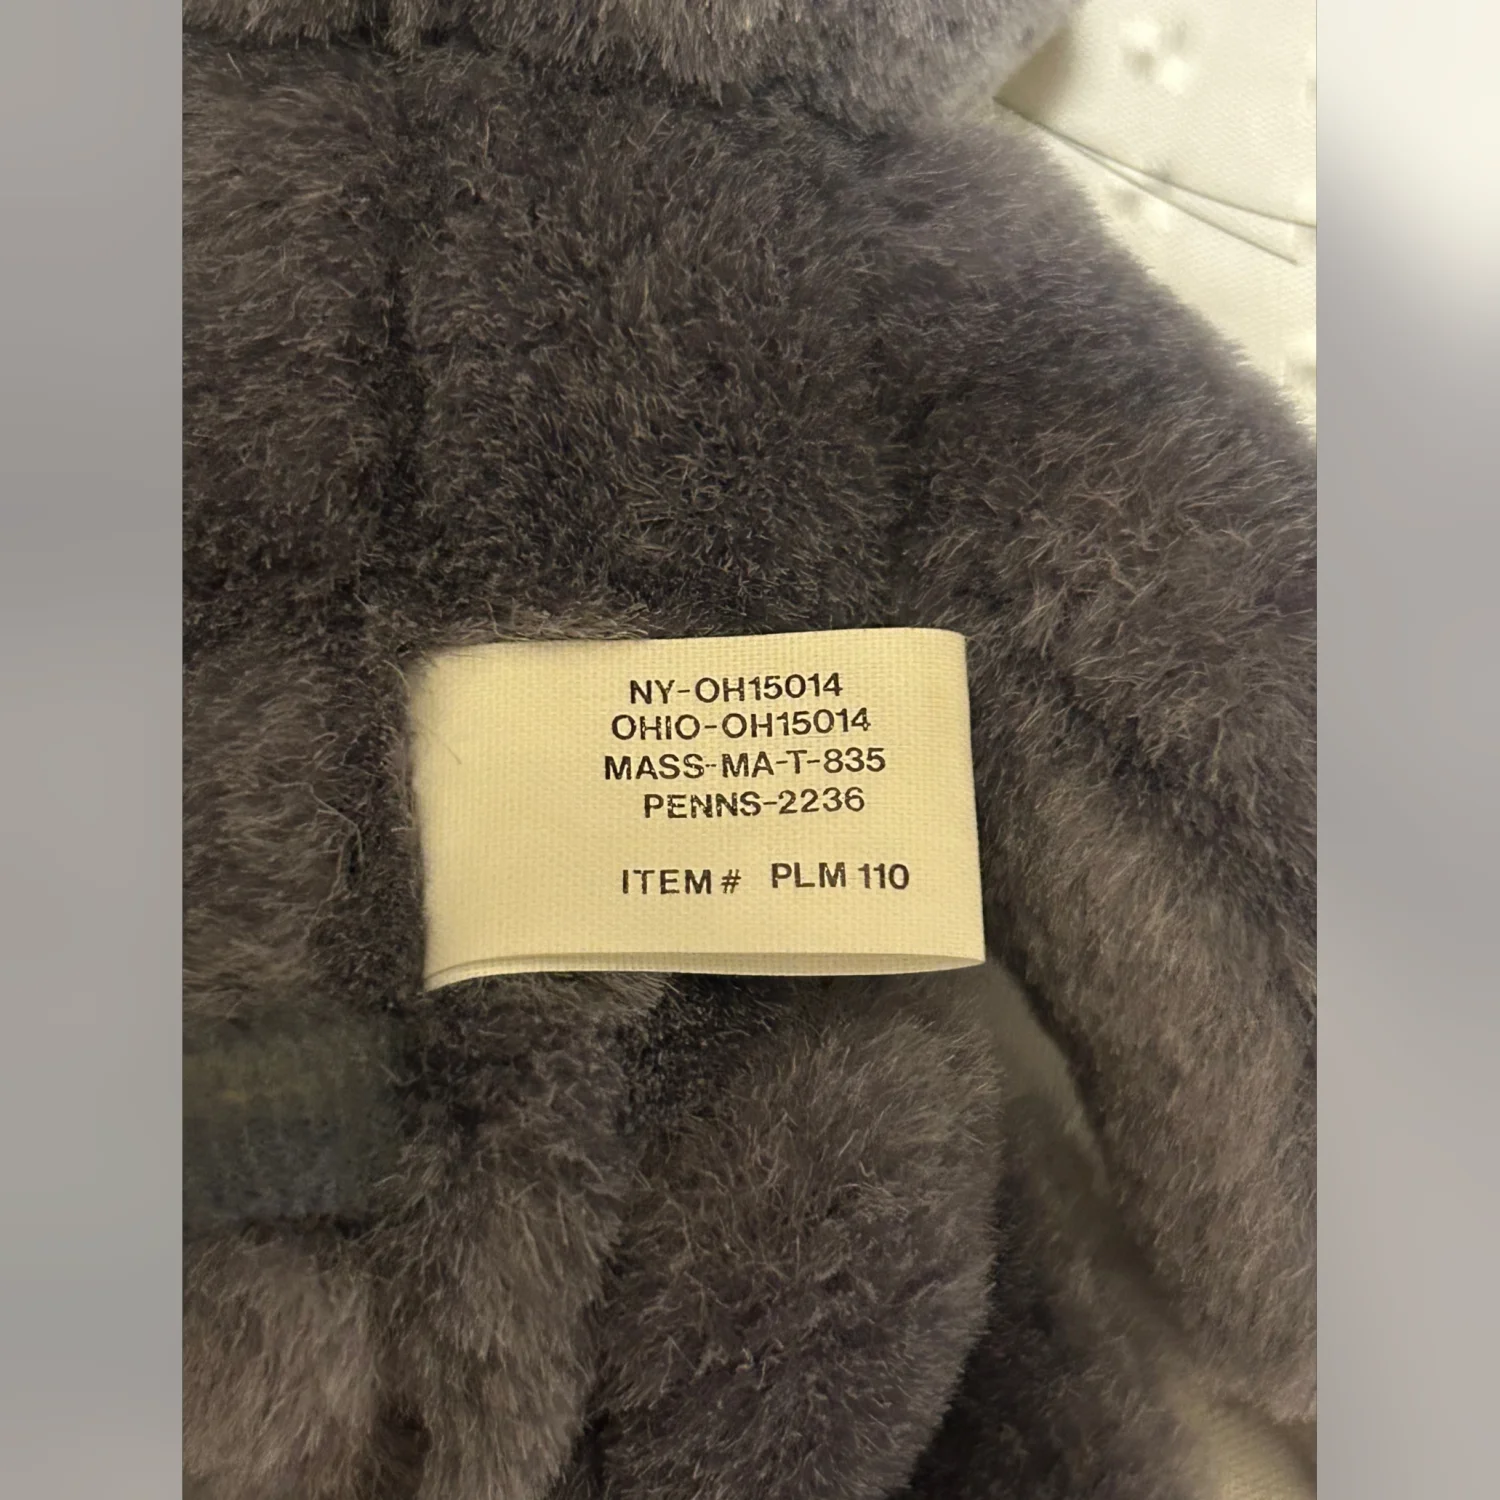 NY-OH15014
OHIO-OH15014
MASS-MA-T-835
PENNS-2236
ITEM# PLM 110